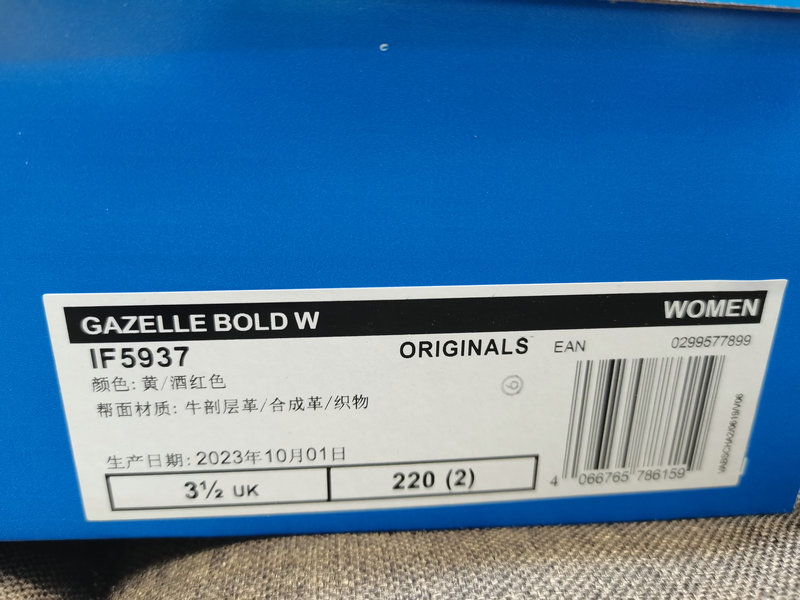 GAZELLE BOLD W
WOMEN
IF5937
ORIGINALS
EAN
0299577899
颜色: 黄/酒红色
帮面材质: 牛剖层革/合成革/织物
生产日期: 2023年10月01日
3½ UK
220 (2)
4 066765 786159